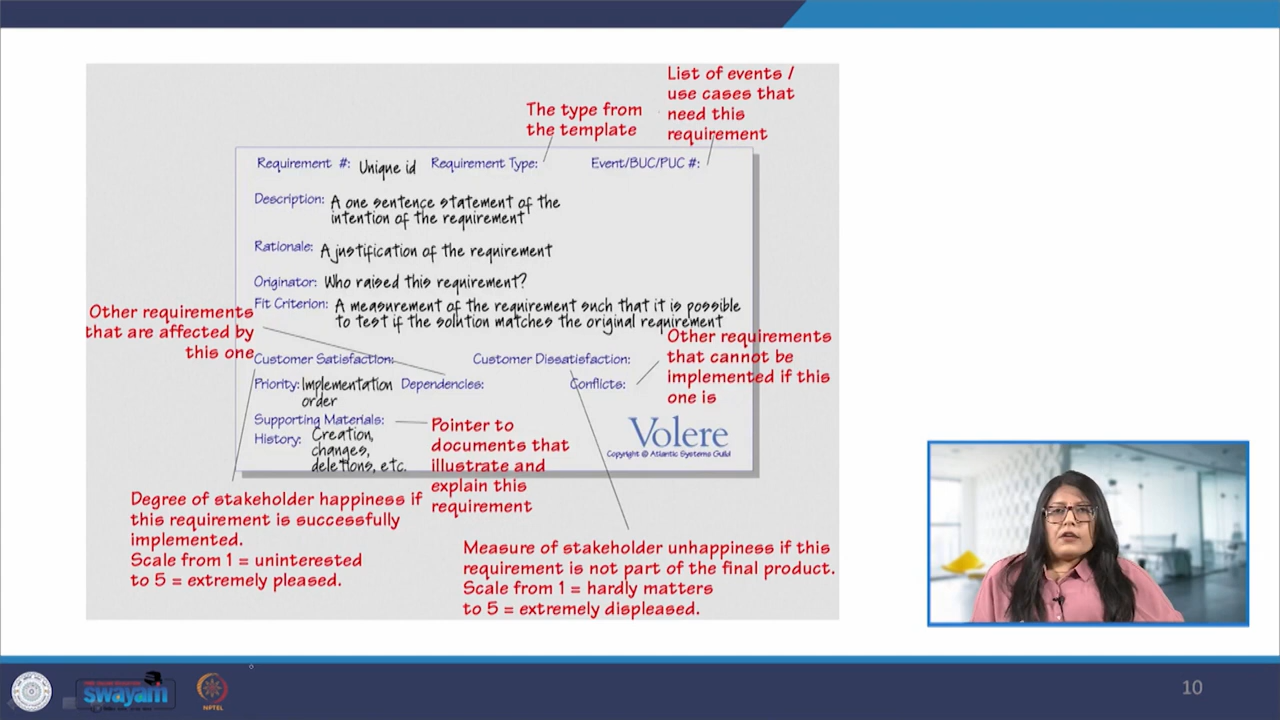 List of events /
use cases that
need this
requirement
The type from
the template
Requirement #: Unique id Requirement Type: Event/BUC/PUC #:
Description: A one sentence statement of the
intention of the requirement
Rationale: A justification of the requirement
Originator: Who raised this requirement?
Fit Criterion: A measurement of the requirement such that it is possible
to test if the solution matches the original requirement
Other requirements
that are affected by
this one
Other requirements
that cannot be
implemented if this
one is
Customer Satisfaction: Customer Dissatisfaction:
Priority: Implementation
order
Dependencies: Conflicts:
Supporting Materials:
History: Creation,
changes,
deletions, etc.
Pointer to
documents that
illustrate and
explain this
requirement
Volere
Copyright © Atlantic Systems Guild
Degree of stakeholder happiness if
this requirement is successfully
implemented.
Scale from 1 = uninterested
to 5 = extremely pleased.
Measure of stakeholder unhappiness if this
requirement is not part of the final product.
Scale from 1 = hardly matters
to 5 = extremely displeased.
swayam
NPTEL
10